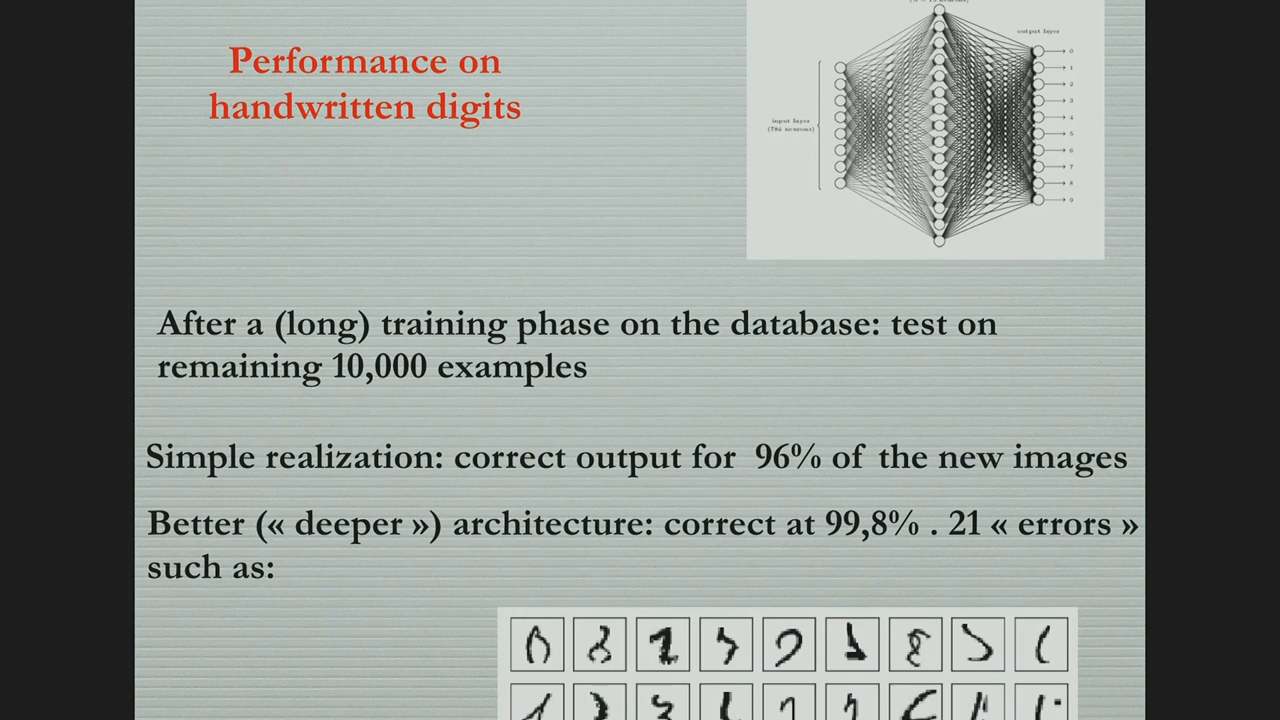 Performance on
handwritten digits
output layer
input layer
(784 neurons)
0
1
2
3
4
5
6
7
8
9
After a (long) training phase on the database: test on
remaining 10,000 examples
Simple realization: correct output for 96% of the new images
Better (« deeper ») architecture: correct at 99,8% . 21 « errors »
such as: